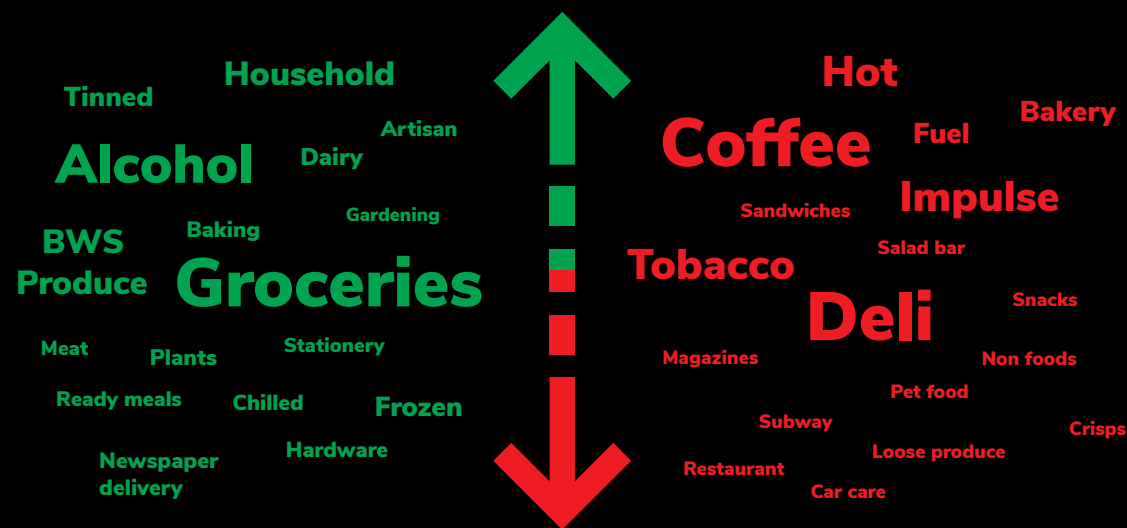 Household
Tinned
Artisan
Alcohol
Dairy
Gardening
Baking
BWS
Produce
Groceries
Meat
Plants
Stationery
Ready meals
Chilled
Frozen
Hardware
Newspaper
delivery
Hot
Bakery
Coffee
Fuel
Impulse
Sandwiches
Salad bar
Tobacco
Deli
Snacks
Magazines
Non foods
Pet food
Subway
Crisps
Loose produce
Restaurant
Car care